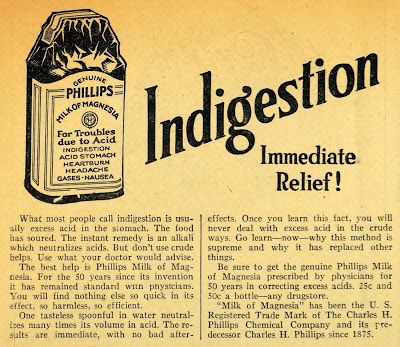 GENUINE
PHILLIPS
MILK OF MAGNESIA
For Troubles
due to Acid
INDIGESTION
ACID STOMACH
HEARTBURN
HEADACHE
GASES - NAUSEA
Indigestion
Immediate
Relief!
What most people call indigestion is usu-
ally excess acid in the stomach. The food
has soured. The instant remedy is an alkali
which neutralizes acids. But don't use crude
helps. Use what your doctor would advise.
The best help is Phillips Milk of Mag-
nesia. For the 50 years since its invention
it has remained standard with physicians.
You will find nothing else so quick in its
effect, so harmless, so efficient.
One tasteless spoonful in water neutral-
izes many times its volume in acid. The re-
sults are immediate, with no bad after-
effects. Once you learn this fact, you will
never deal with excess acid in the crude
ways. Go learn—now—why this method is
supreme and why it has replaced other
things.
Be sure to get the genuine Phillips Milk
of Magnesia prescribed by physicians for
50 years in correcting excess acids. 25c and
50c a bottle—any drugstore.
"Milk of Magnesia" has been the U. S.
Registered Trade Mark of The Charles H.
Phillips Chemical Company and its pre-
decessor Charles H. Phillips since 1875.